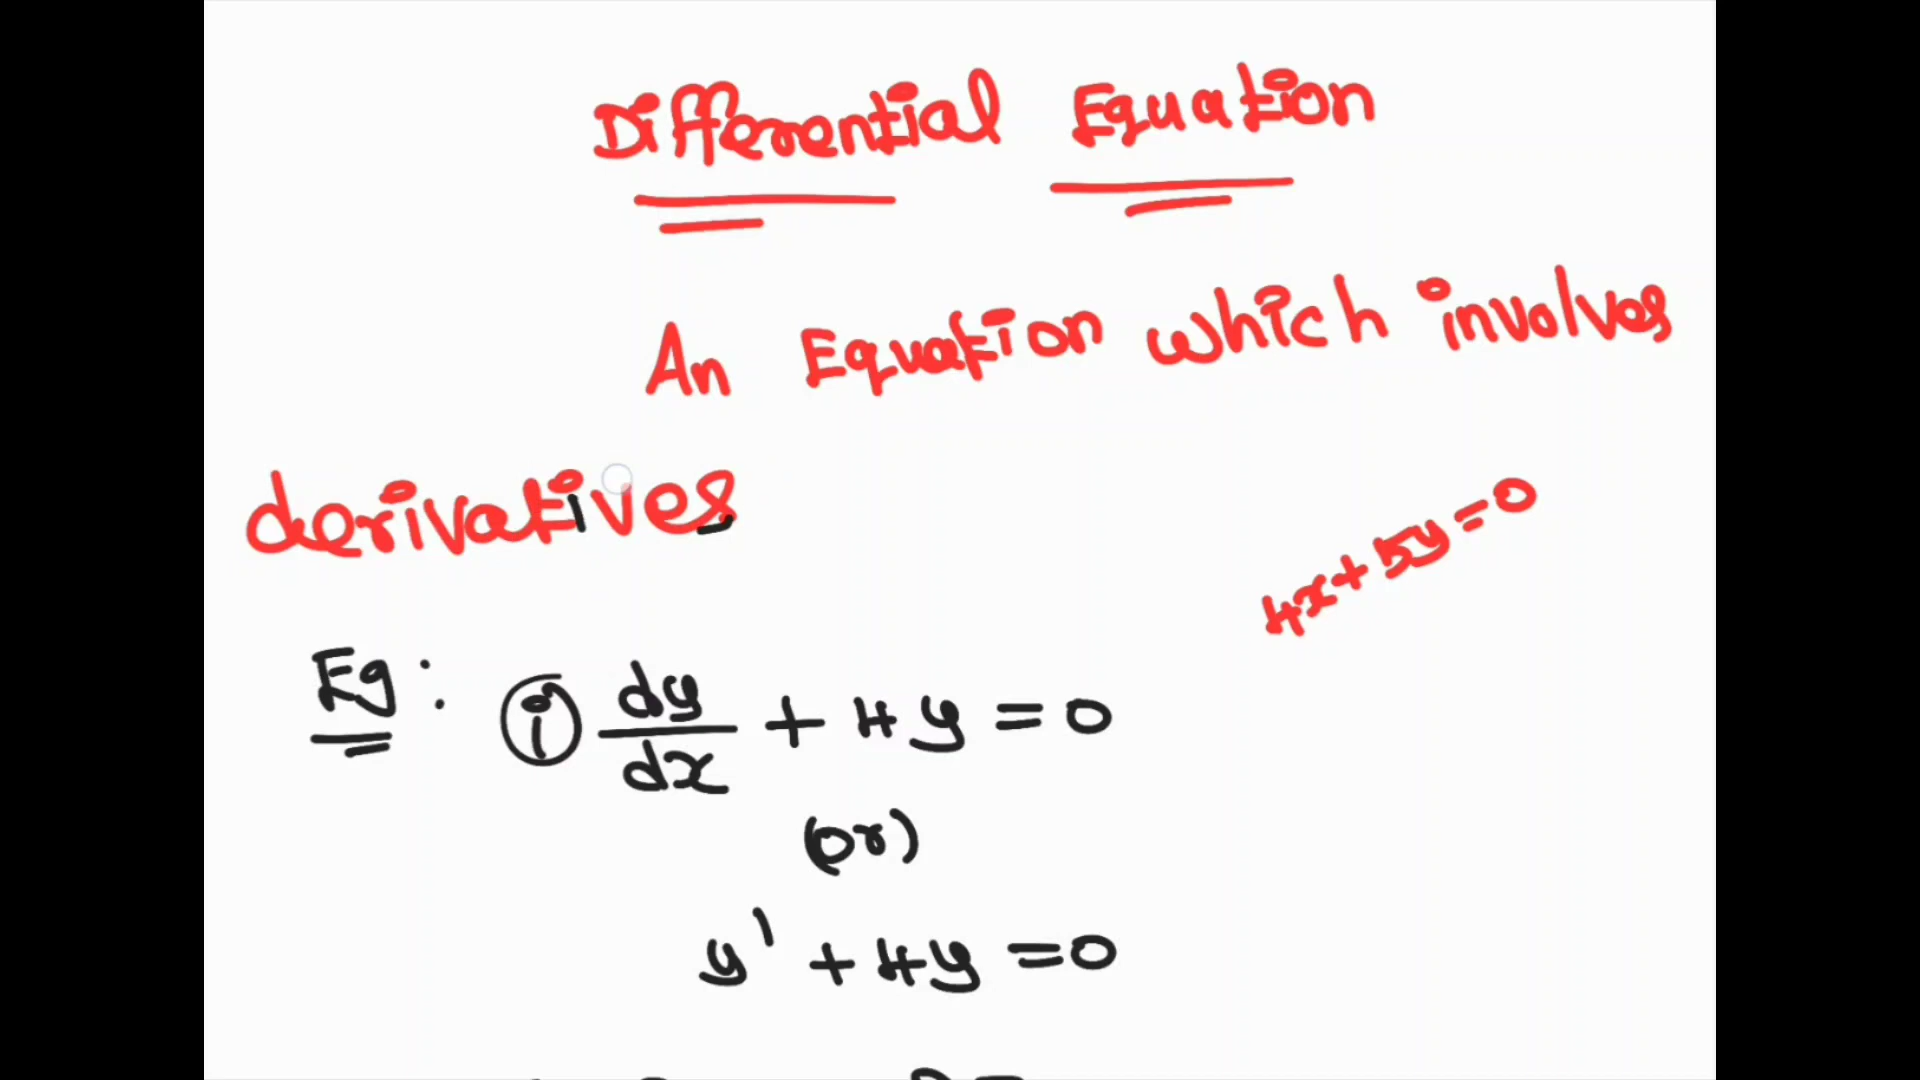 Differential Equation
An Equation which involves
derivatives
4x + 5y = 0
Eg : (i) dy/dx + 4y = 0
(or)
y' + 4y = 0